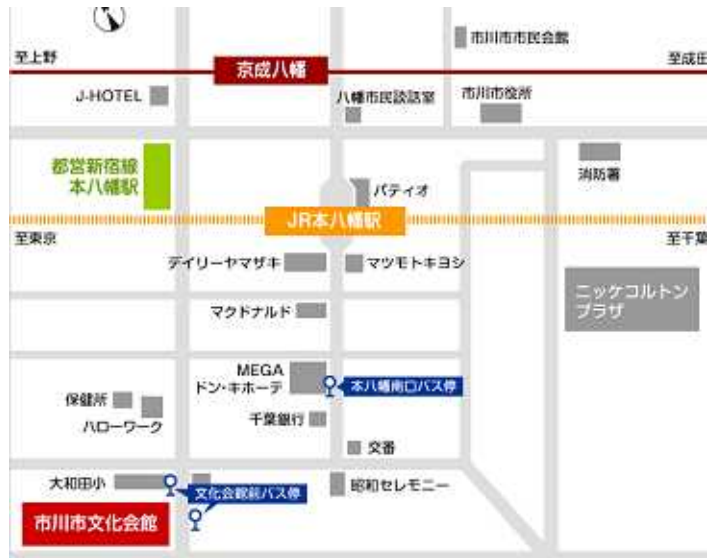 市川市市民会館
至上野
京成八幡
至成田
J-HOTEL
八幡市民談話室
市川市役所
都営新宿線
本八幡駅
消防署
パティオ
JR本八幡駅
至東京
至千葉
デイリーヤマザキ
マツモトキヨシ
ニッケコルトン
プラザ
マクドナルド
MEGA
ドン・キホーテ
本八幡南口バス停
保健所
ハローワーク
千葉銀行
交番
大和田小
文化会館前バス停
昭和セレモニー
市川市文化会館